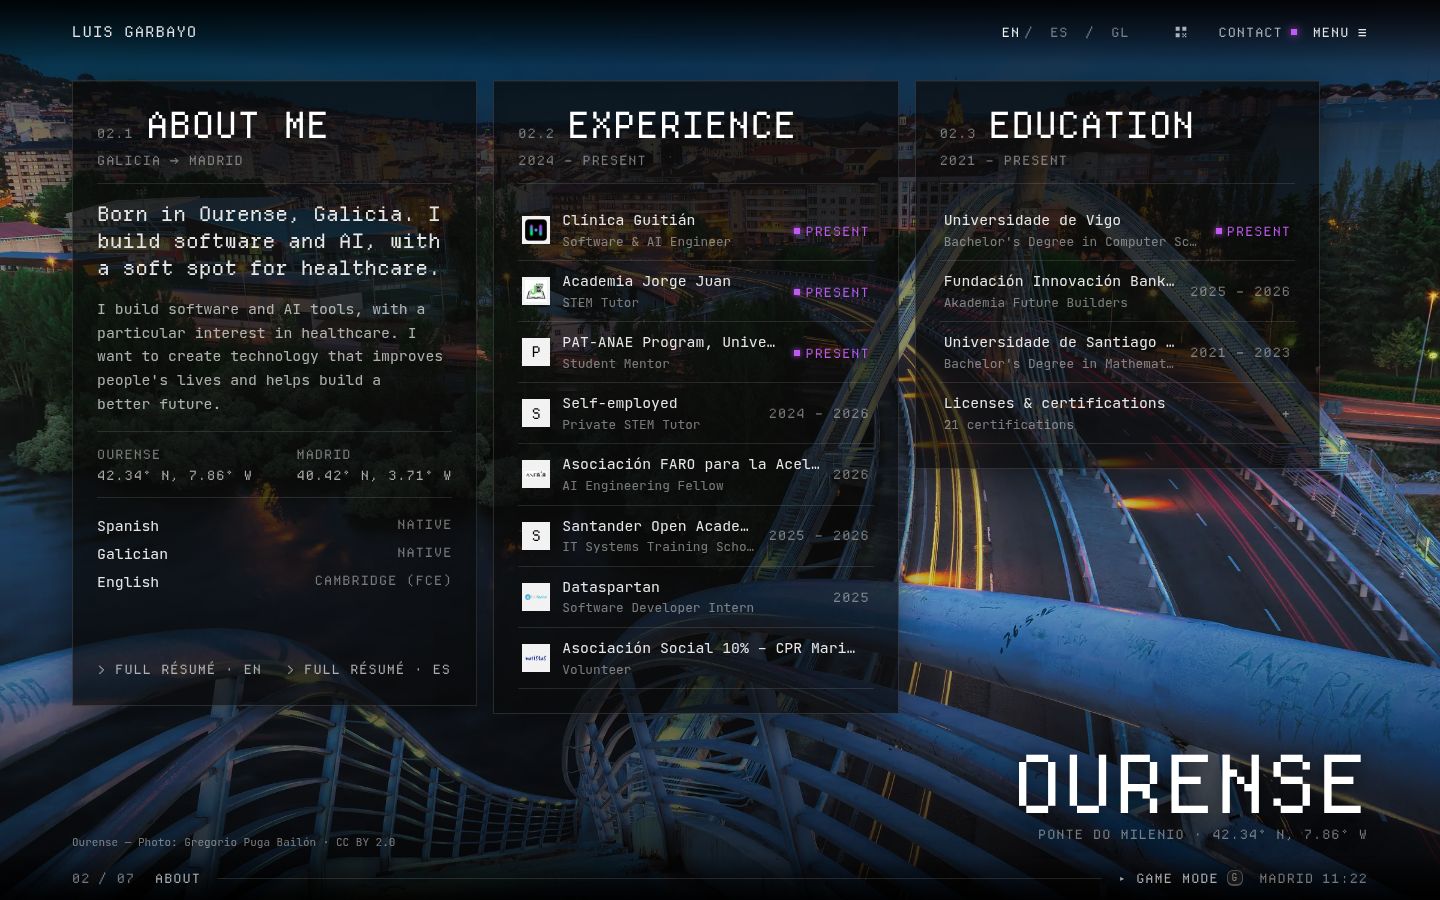 LUIS GARBAYO
EN / ES / GL
CONTACT
MENU ≡
02.1 ABOUT ME
GALICIA → MADRID
Born in Ourense, Galicia. I
build software and AI, with
a soft spot for healthcare.
I build software and AI tools, with a
particular interest in healthcare. I
want to create technology that improves
people's lives and helps build a
better future.
OURENSE
42.34° N, 7.86° W
MADRID
40.42° N, 3.71° W
Spanish NATIVE
Galician NATIVE
English CAMBRIDGE (FCE)
> FULL RÉSUMÉ · EN
> FULL RÉSUMÉ · ES
02.2 EXPERIENCE
2024 – PRESENT
Clínica Guitián
Software & AI Engineer
PRESENT
Academia Jorge Juan
STEM Tutor
PRESENT
P
PAT-ANAE Program, Unive…
Student Mentor
PRESENT
S
Self-employed
Private STEM Tutor
2024 – 2026
Asociación FARO para la Acel…
AI Engineering Fellow
2026
S
Santander Open Acade…
IT Systems Training Scho…
2025 – 2026
Dataspartan
Software Developer Intern
2025
Asociación Social 10% – CPR Mari…
Volunteer
02.3 EDUCATION
2021 – PRESENT
Universidade de Vigo
Bachelor's Degree in Computer Sc…
PRESENT
Fundación Innovación Bank…
Akademia Future Builders
2025 – 2026
Universidade de Santiago …
Bachelor's Degree in Mathemat…
2021 – 2023
Licenses & certifications
21 certifications
+
OURENSE
PONTE DO MILENIO · 42.34° N, 7.86° W
Ourense — Photo: Gregorio Puga Bailón · CC BY 2.0
02 / 07 ABOUT
▸ GAME MODE G
MADRID 11:22